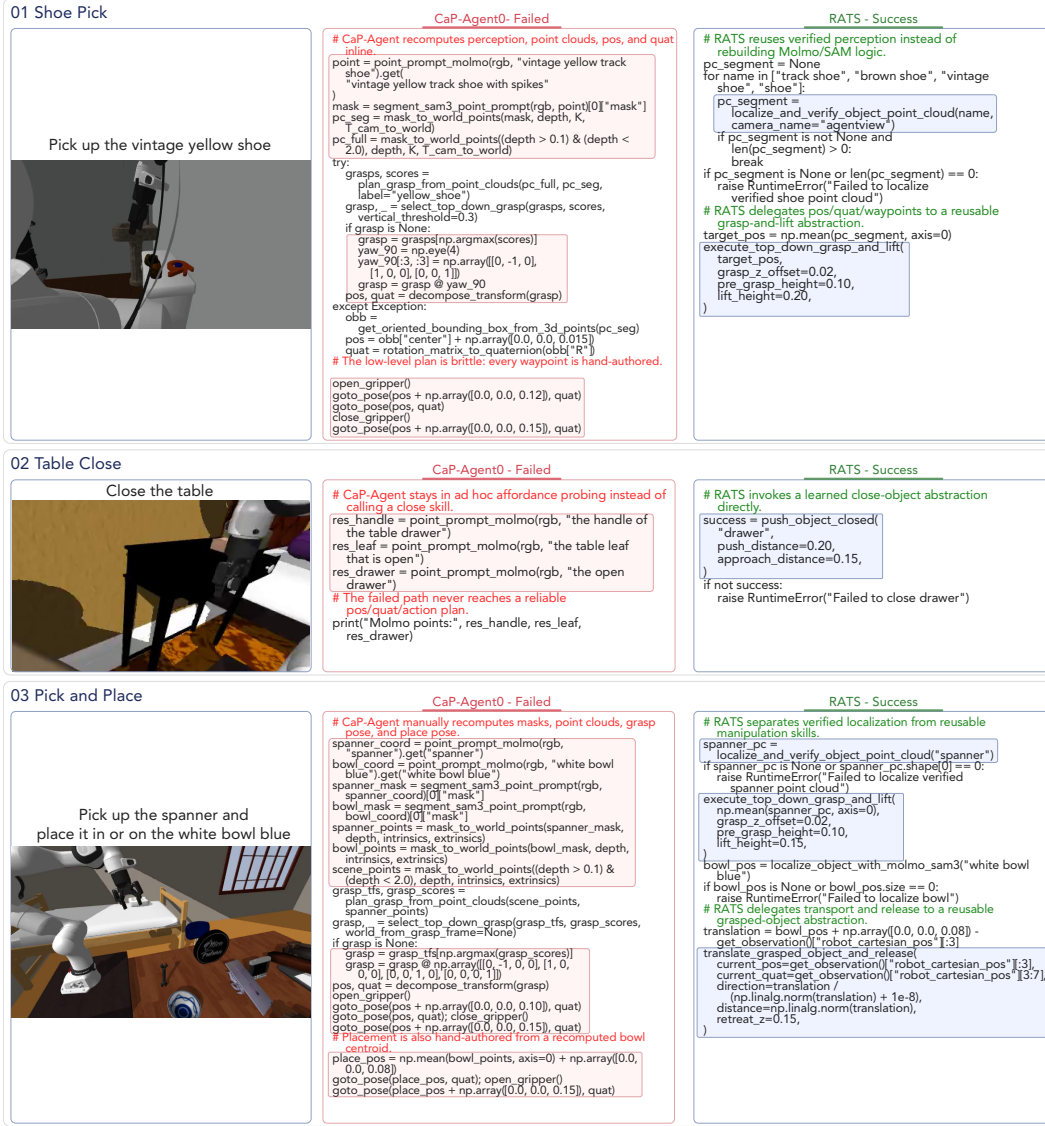 01 Shoe Pick
Pick up the vintage yellow shoe
CaP-Agent0- Failed
# CaP-Agent recomputes perception, point clouds, pos, and quat
inline.
point = point_prompt_molmo(rgb, "vintage yellow track
shoe").get(
"vintage yellow track shoe with spikes"
)
mask = segment_sam3_point_prompt(rgb, point)[0]["mask"]
pc_seg = mask_to_world_points(mask, depth, K,
T_cam_to_world)
pc_full = mask_to_world_points((depth > 0.1) & (depth <
2.0), depth, K, T_cam_to_world)
try:
grasps, scores =
plan_grasp_from_point_clouds(pc_full, pc_seg,
label="yellow_shoe")
grasp, _ = select_top_down_grasp(grasps, scores,
vertical_threshold=0.3)
if grasp is None:
grasp = grasps[np.argmax(scores)]
yaw_90 = np.eye(4)
yaw_90[:3, :3] = np.array([[0, -1, 0],
[1, 0, 0], [0, 0, 1]])
grasp = grasp @ yaw_90
pos, quat = decompose_transform(grasp)
except Exception:
obb =
get_oriented_bounding_box_from_3d_points(pc_seg)
pos = obb["center"] + np.array([0.0, 0.0, 0.015])
quat = rotation_matrix_to_quaternion(obb["R"])
# The low-level plan is brittle: every waypoint is hand-authored.
open_gripper()
goto_pose(pos + np.array([0.0, 0.0, 0.12]), quat)
goto_pose(pos, quat)
close_gripper()
goto_pose(pos + np.array([0.0, 0.0, 0.15]), quat)
RATS - Success
# RATS reuses verified perception instead of
rebuilding Molmo/SAM logic.
pc_segment = None
for name in ["track shoe", "brown shoe", "vintage
shoe", "shoe"]:
pc_segment =
localize_and_verify_object_point_cloud(name,
camera_name="agentview")
if pc_segment is not None and
len(pc_segment) > 0:
break
if pc_segment is None or len(pc_segment) == 0:
raise RuntimeError("Failed to localize
verified shoe point cloud")
# RATS delegates pos/quat/waypoints to a reusable
grasp-and-lift abstraction.
target_pos = np.mean(pc_segment, axis=0)
execute_top_down_grasp_and_lift(
target_pos,
grasp_z_offset=0.02,
pre_grasp_height=0.10,
lift_height=0.20,
)
02 Table Close
Close the table
CaP-Agent0 - Failed
# CaP-Agent stays in ad hoc affordance probing instead of
calling a close skill.
res_handle = point_prompt_molmo(rgb, "the handle of
the table drawer")
res_leaf = point_prompt_molmo(rgb, "the table leaf
that is open")
res_drawer = point_prompt_molmo(rgb, "the open
drawer")
# The failed path never reaches a reliable
pos/quat/action plan.
print("Molmo points:", res_handle, res_leaf,
res_drawer)
RATS - Success
# RATS invokes a learned close-object abstraction
directly.
success = push_object_closed(
"drawer",
push_distance=0.20,
approach_distance=0.15,
)
if not success:
raise RuntimeError("Failed to close drawer")
03 Pick and Place
Pick up the spanner and
place it in or on the white bowl blue
CaP-Agent0 - Failed
# CaP-Agent manually recomputes masks, point clouds, grasp
pose, and place pose.
spanner_coord = point_prompt_molmo(rgb,
"spanner").get("spanner")
bowl_coord = point_prompt_molmo(rgb, "white bowl
blue").get("white bowl blue")
spanner_mask = segment_sam3_point_prompt(rgb,
spanner_coord)[0]["mask"]
bowl_mask = segment_sam3_point_prompt(rgb,
bowl_coord)[0]["mask"]
spanner_points = mask_to_world_points(spanner_mask,
depth, intrinsics, extrinsics)
bowl_points = mask_to_world_points(bowl_mask, depth,
intrinsics, extrinsics)
scene_points = mask_to_world_points((depth > 0.1) &
(depth < 2.0), depth, intrinsics, extrinsics)
grasp_tfs, grasp_scores =
plan_grasp_from_point_clouds(scene_points,
spanner_points)
grasp, _ = select_top_down_grasp(grasp_tfs, grasp_scores,
world_from_grasp_frame=None)
if grasp is None:
grasp = grasp_tfs[np.argmax(grasp_scores)]
grasp = grasp @ np.array([[0, -1, 0, 0], [1, 0,
0, 0], [0, 0, 1, 0], [0, 0, 0, 1]])
pos, quat = decompose_transform(grasp)
open_gripper()
goto_pose(pos + np.array([0.0, 0.0, 0.10]), quat)
goto_pose(pos, quat); close_gripper()
goto_pose(pos + np.array([0.0, 0.0, 0.15]), quat)
# Placement is also hand-authored from a recomputed bowl
centroid.
place_pos = np.mean(bowl_points, axis=0) + np.array([0.0,
0.0, 0.08])
goto_pose(place_pos, quat); open_gripper()
goto_pose(place_pos + np.array([0.0, 0.0, 0.15]), quat)
RATS - Success
# RATS separates verified localization from reusable
manipulation skills.
spanner_pc =
localize_and_verify_object_point_cloud("spanner")
if spanner_pc is None or spanner_pc.shape[0] == 0:
raise RuntimeError("Failed to localize verified
spanner point cloud")
execute_top_down_grasp_and_lift(
np.mean(spanner_pc, axis=0),
grasp_z_offset=0.02,
pre_grasp_height=0.10,
lift_height=0.15,
)
bowl_pos = localize_object_with_molmo_sam3("white bowl
blue")
if bowl_pos is None or bowl_pos.size == 0:
raise RuntimeError("Failed to localize bowl")
# RATS delegates transport and release to a reusable
grasped-object abstraction.
translation = bowl_pos + np.array([0.0, 0.0, 0.08]) -
get_observation()["robot_cartesian_pos"][:3]
translate_grasped_object_and_release(
current_pos=get_observation()["robot_cartesian_pos"][:3],
current_quat=get_observation()["robot_cartesian_pos"][3:7],
direction=translation /
(np.linalg.norm(translation) + 1e-8),
distance=np.linalg.norm(translation),
retreat_z=0.15,
)